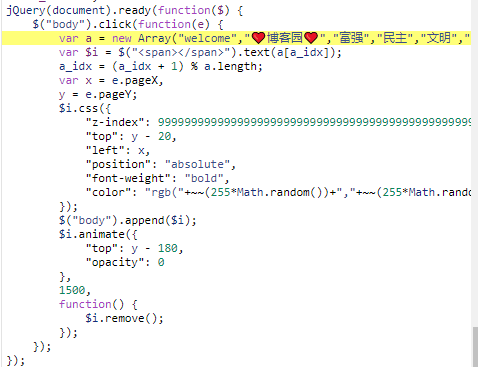 jQuery(document).ready(function($) {
$("body").click(function(e) {
var a = new Array("welcome","❤博客园❤","富强","民主","文明","
var $i = $("<span></span>").text(a[a_idx]);
a_idx = (a_idx + 1) % a.length;
var x = e.pageX,
y = e.pageY;
$i.css({
"z-index": 999999999999999999999999999999999999999999999999
"top": y - 20,
"left": x,
"position": "absolute",
"font-weight": "bold",
"color": "rgb("+~~(255*Math.random())+","+~~(255*Math.rando
});
$("body").append($i);
$i.animate({
"top": y - 180,
"opacity": 0
},
1500,
function() {
$i.remove();
});
});
});